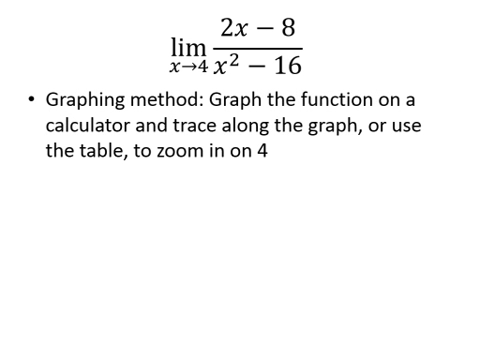 lim x→4 (2x − 8)/(x² − 16)
• Graphing method: Graph the function on a
calculator and trace along the graph, or use
the table, to zoom in on 4